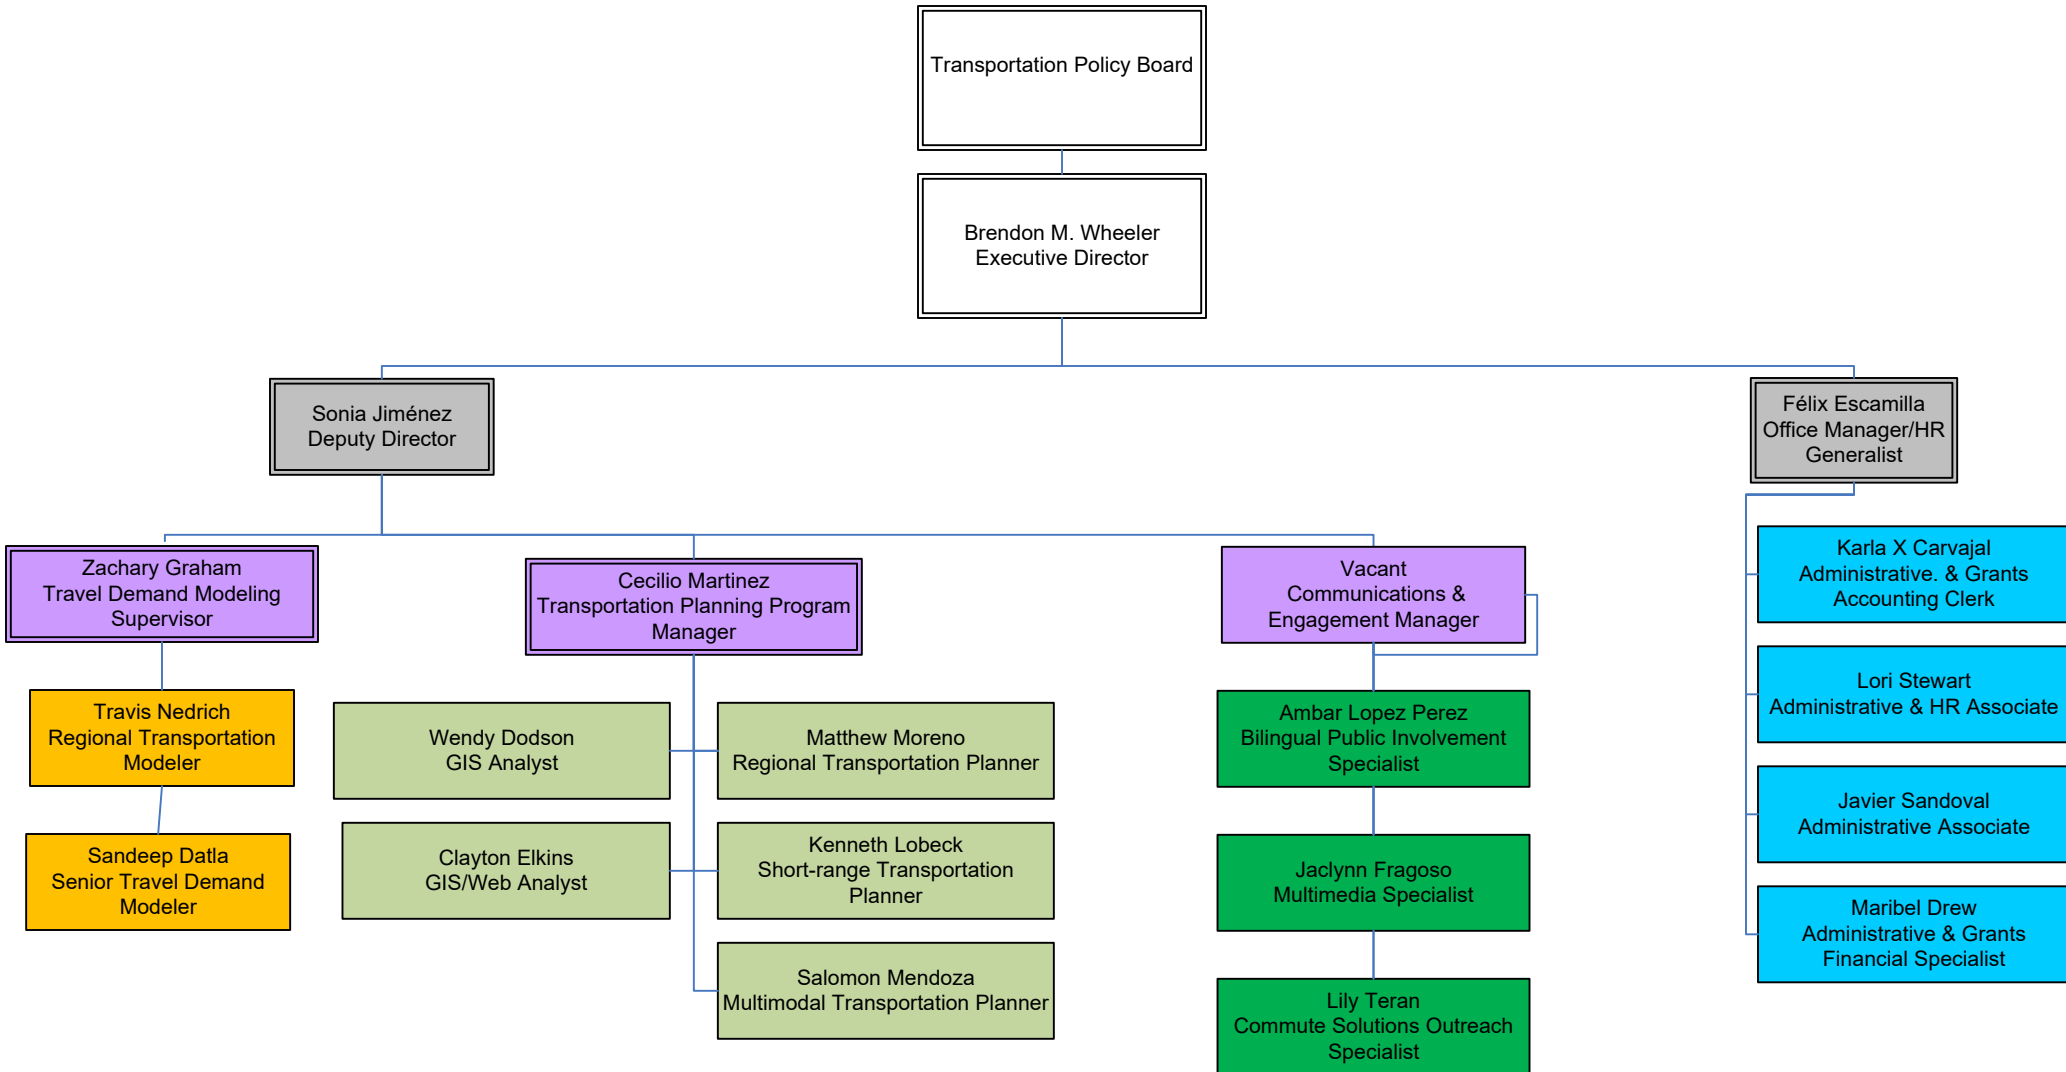 Transportation Policy Board
Brendon M. Wheeler
Executive Director
Sonia Jiménez
Deputy Director
Félix Escamilla
Office Manager/HR
Generalist
Zachary Graham
Travel Demand Modeling
Supervisor
Cecilio Martinez
Transportation Planning Program
Manager
Vacant
Communications &
Engagement Manager
Karla X Carvajal
Administrative. & Grants
Accounting Clerk
Travis Nedrich
Regional Transportation
Modeler
Wendy Dodson
GIS Analyst
Matthew Moreno
Regional Transportation Planner
Ambar Lopez Perez
Bilingual Public Involvement
Specialist
Lori Stewart
Administrative & HR Associate
Sandeep Datla
Senior Travel Demand
Modeler
Clayton Elkins
GIS/Web Analyst
Kenneth Lobeck
Short-range Transportation
Planner
Jaclynn Fragoso
Multimedia Specialist
Javier Sandoval
Administrative Associate
Salomon Mendoza
Multimodal Transportation Planner
Lily Teran
Commute Solutions Outreach
Specialist
Maribel Drew
Administrative & Grants
Financial Specialist